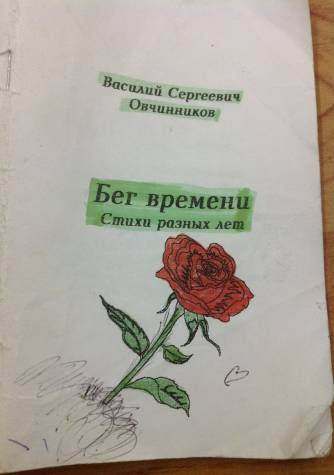 Василий Сергеевич
Овчинников
Бег времени
Стихи разных лет